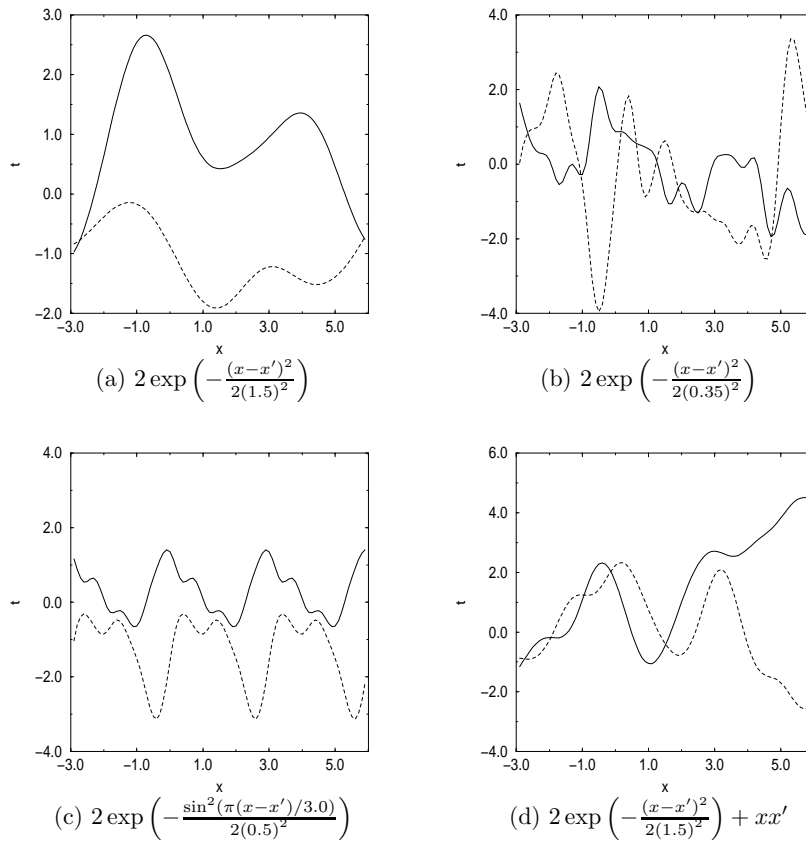 3.0
2.0
1.0
0.0
−1.0
−2.0
t
−3.0 −1.0 1.0 3.0 5.0
x
(a) 2 exp(−(x−x′)²/2(1.5)²)
4.0
2.0
0.0
−2.0
−4.0
t
−3.0 −1.0 1.0 3.0 5.0
x
(b) 2 exp(−(x−x′)²/2(0.35)²)
4.0
2.0
0.0
−2.0
−4.0
t
−3.0 −1.0 1.0 3.0 5.0
x
(c) 2 exp(−sin²(π(x−x′)/3.0)/2(0.5)²)
6.0
4.0
2.0
0.0
−2.0
−4.0
t
−3.0 −1.0 1.0 3.0 5.0
x
(d) 2 exp(−(x−x′)²/2(1.5)²) + xx′